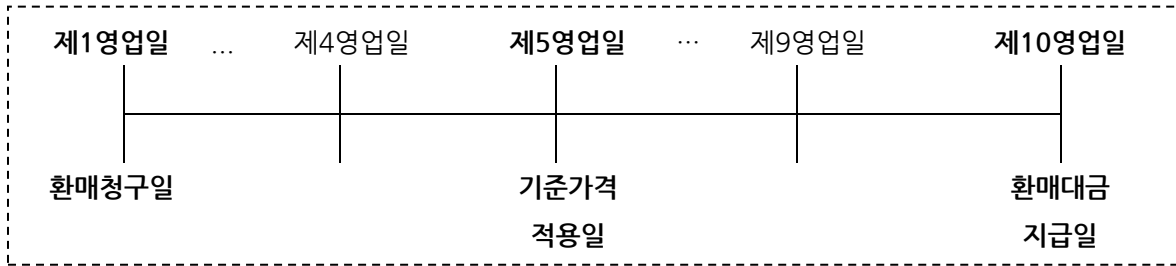 제1영업일 … 제4영업일 제5영업일 … 제9영업일 제10영업일
환매청구일 기준가격 환매대금
적용일 지급일